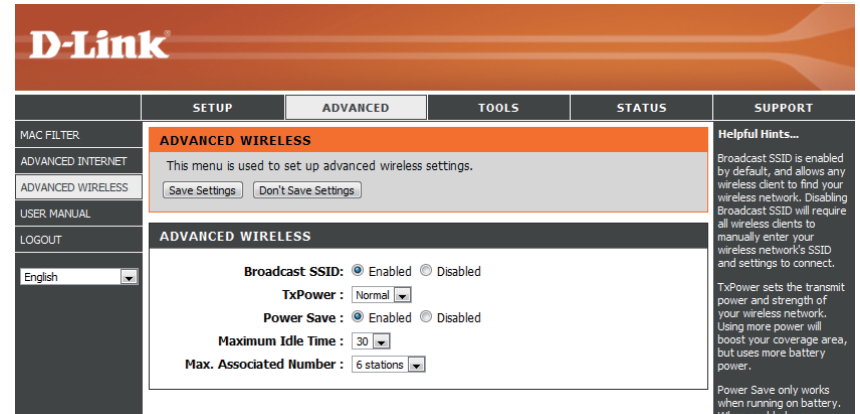 D-Link
SETUP ADVANCED TOOLS STATUS SUPPORT
MAC FILTER
ADVANCED INTERNET
ADVANCED WIRELESS
USER MANUAL
LOGOUT
English
ADVANCED WIRELESS
This menu is used to set up advanced wireless settings.
Save Settings Don't Save Settings
ADVANCED WIRELESS
Broadcast SSID: Enabled Disabled
TxPower : Normal
Power Save : Enabled Disabled
Maximum Idle Time : 30
Max. Associated Number : 6 stations
Helpful Hints...
Broadcast SSID is enabled
by default, and allows any
wireless client to find your
wireless network. Disabling
Broadcast SSID will require
all wireless clients to
manually enter your
wireless network's SSID
and settings to connect.
TxPower sets the transmit
power and strength of
your wireless network.
Using more power will
boost your coverage area,
but uses more battery
power.
Power Save only works
when running on battery.